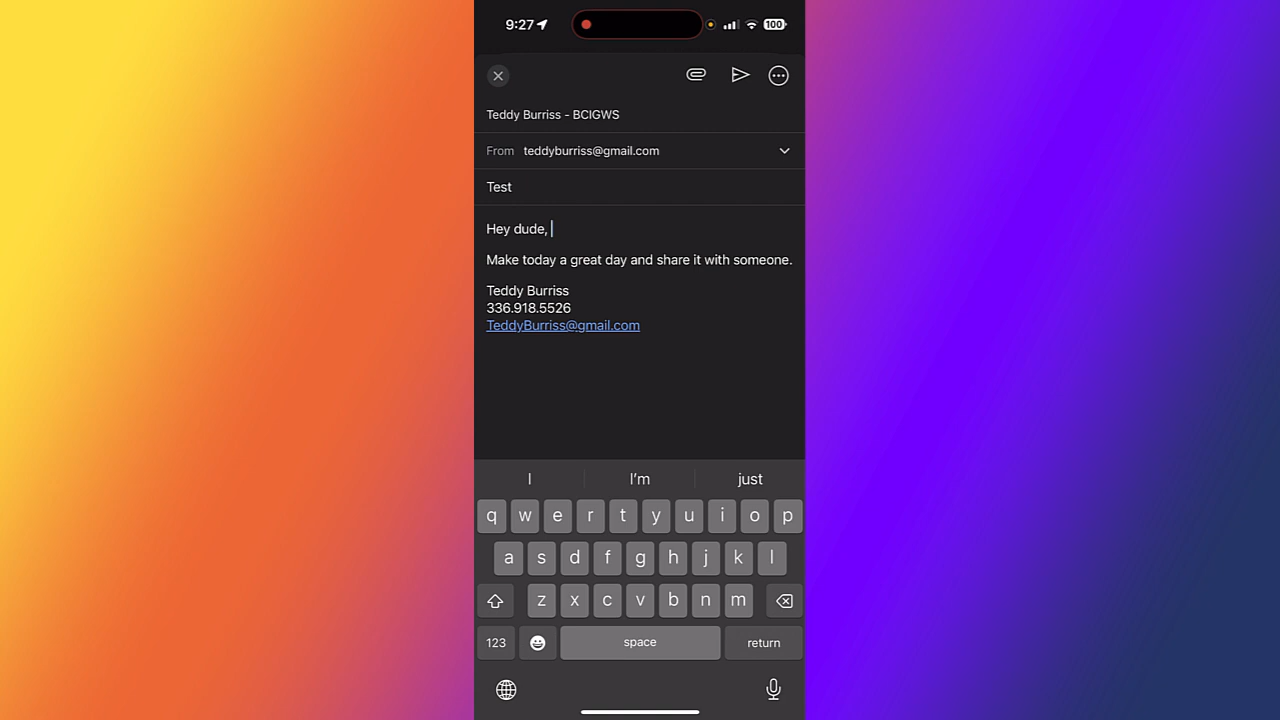 9:27
100
Teddy Burriss - BCIGWS
From teddyburriss@gmail.com
Test
Hey dude,
Make today a great day and share it with someone.
Teddy Burriss
336.918.5526
TeddyBurriss@gmail.com
I I'm just
q w e r t y u i o p
a s d f g h j k l
z x c v b n m
123 space return